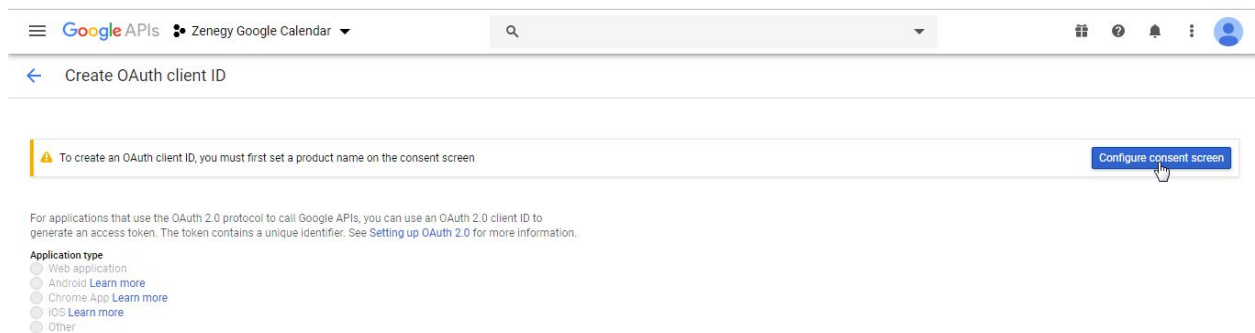 Google APIs Zenegy Google Calendar
Create OAuth client ID
To create an OAuth client ID, you must first set a product name on the consent screen Configure consent screen
For applications that use the OAuth 2.0 protocol to call Google APIs, you can use an OAuth 2.0 client ID to
generate an access token. The token contains a unique identifier. See Setting up OAuth 2.0 for more information.
Application type
Web application
Android Learn more
Chrome App Learn more
iOS Learn more
Other